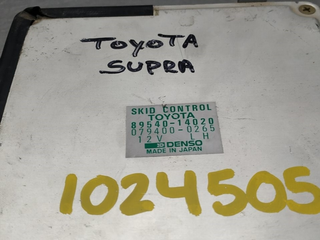 TOYOTA
SUPRA
SKID CONTROL
TOYOTA
89540-14020
079400-0265
12V LH
DENSO
MADE IN JAPAN
1024505